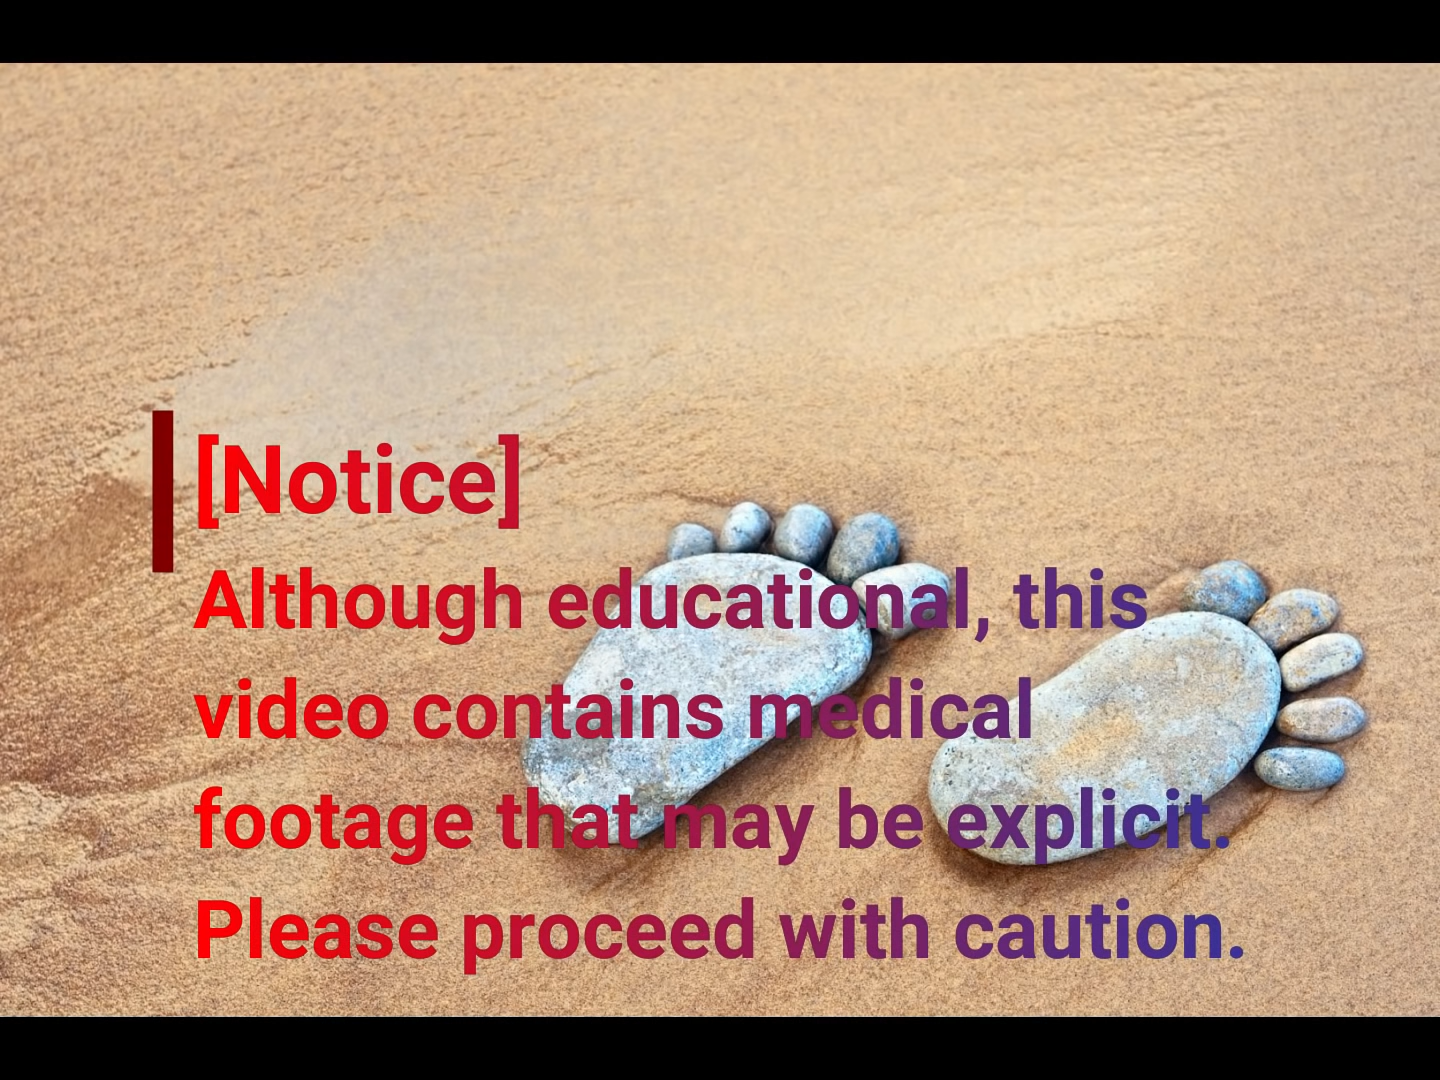 [Notice]
Although educational, this
video contains medical
footage that may be explicit.
Please proceed with caution.